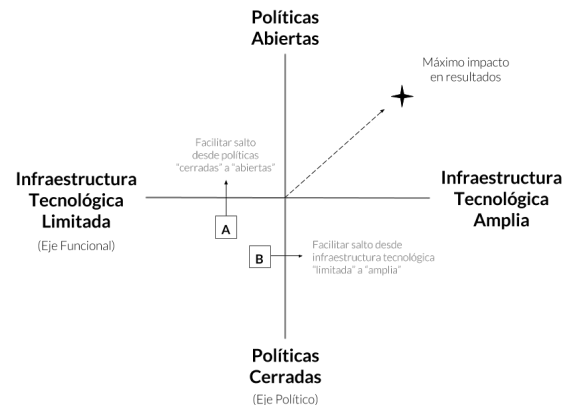 Políticas
Abiertas
Máximo impacto
en resultados
Facilitar salto
desde políticas
"cerradas" a "abiertas"
Infraestructura
Tecnológica
Limitada
(Eje Funcional)
Infraestructura
Tecnológica
Amplia
A
B
Facilitar salto desde
infraestructura tecnológica
"limitada" a "amplia"
Políticas
Cerradas
(Eje Político)